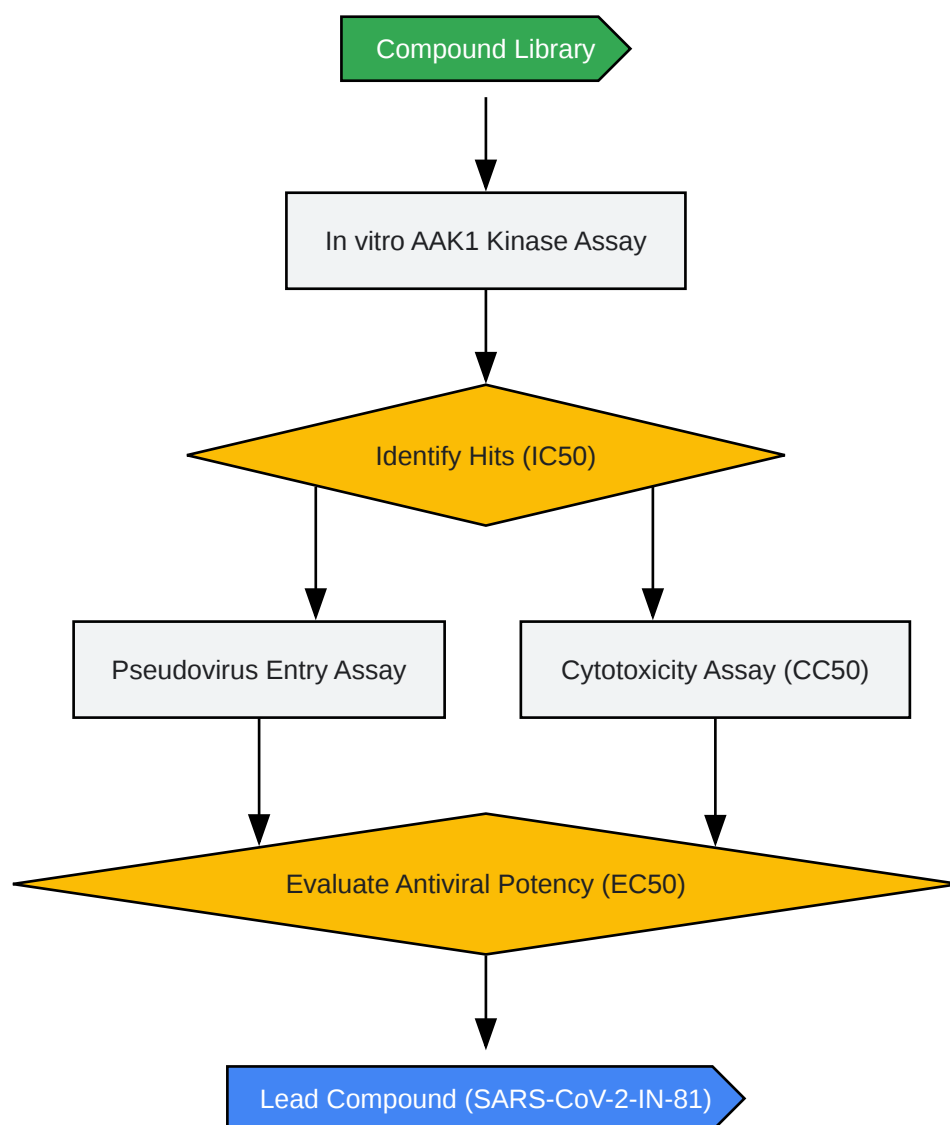 Compound Library
In vitro AAK1 Kinase Assay
Identify Hits (IC50)
Pseudovirus Entry Assay
Cytotoxicity Assay (CC50)
Evaluate Antiviral Potency (EC50)
Lead Compound (SARS-CoV-2-IN-81)